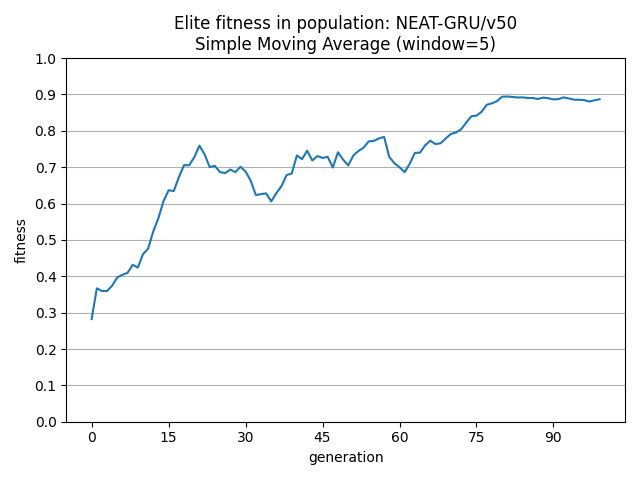 Elite fitness in population: NEAT-GRU/v50
Simple Moving Average (window=5)
1.0
0.9
0.8
0.7
0.6
0.5
0.4
0.3
0.2
0.1
0.0
fitness
0 15 30 45 60 75 90
generation